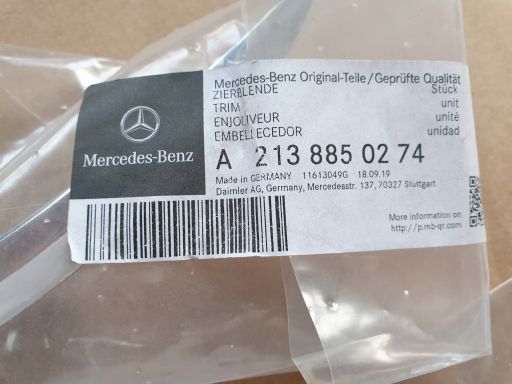 Mercedes-Benz Original-Teile/Geprüfte Qualität
ZIERBLENDE Stück
TRIM unit
ENJOLIVEUR unité
EMBELLECEDOR unidad
Mercedes-Benz
A 213 885 02 74
Made in GERMANY 11613049G 18.09.19
Daimler AG, Germany, Mercedesstr. 137, 70327 Stuttgart
More information on
http://p.mb-qr.com